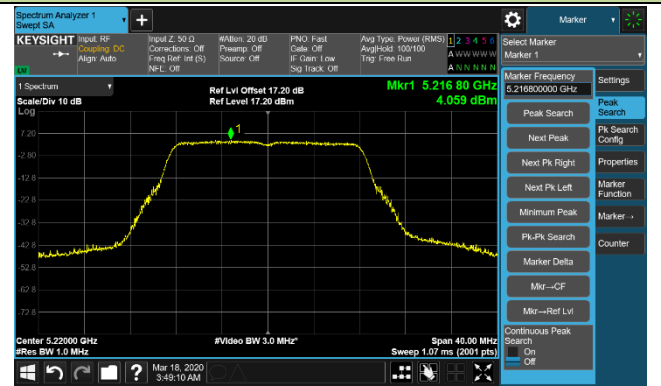 Spectrum Analyzer 1
Swept SA
Marker
KEYSIGHT
Input: RF
Coupling: DC
Align: Auto
Input Z: 50 Ω
Corrections: Off
Freq Ref: Int (S)
NFE: Off
#Atten: 20 dB
Preamp: Off
Source: Off
PNO: Fast
Gate: Off
IF Gain: Low
Sig Track: Off
Avg Type: Power (RMS)
Avg|Hold: 100/100
Trig: Free Run
1 2 3 4 5 6
A W W W W W
A N N N N N
Select Marker
Marker 1
LXI
1 Spectrum
Scale/Div 10 dB
Log
Ref Lvl Offset 17.20 dB
Ref Level 17.20 dBm
Mkr1 5.216 80 GHz
4.059 dBm
1
7.20
-2.80
-12.8
-22.8
-32.8
-42.8
-52.8
-62.8
-72.8
Center 5.22000 GHz
#Res BW 1.0 MHz
#Video BW 3.0 MHz*
Span 40.00 MHz
Sweep 1.07 ms (2001 pts)
Marker Frequency
5.216800000 GHz
Peak Search
Next Peak
Next Pk Right
Next Pk Left
Minimum Peak
Pk-Pk Search
Marker Delta
Mkr→CF
Mkr→Ref Lvl
Continuous Peak
Search
On
Off
Settings
Peak
Search
Pk Search
Config
Properties
Marker
Function
Marker→
Counter
?
Mar 18, 2020
3:49:10 AM